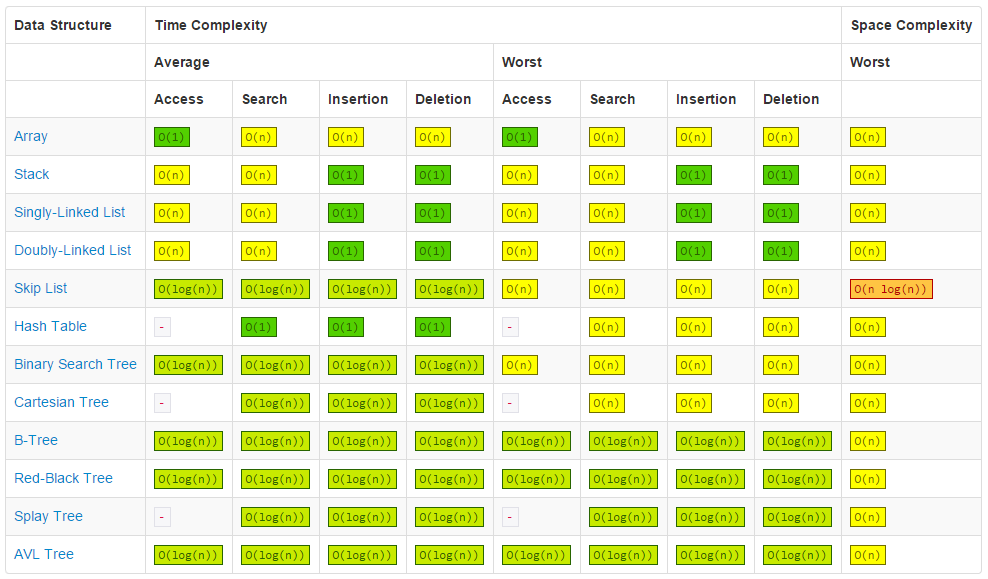 Data Structure Time Complexity Space Complexity
Average Worst Worst
Access Search Insertion Deletion Access Search Insertion Deletion
Array O(1) O(n) O(n) O(n) O(1) O(n) O(n) O(n) O(n)
Stack O(n) O(n) O(1) O(1) O(n) O(n) O(1) O(1) O(n)
Singly-Linked List O(n) O(n) O(1) O(1) O(n) O(n) O(1) O(1) O(n)
Doubly-Linked List O(n) O(n) O(1) O(1) O(n) O(n) O(1) O(1) O(n)
Skip List O(log(n)) O(log(n)) O(log(n)) O(log(n)) O(n) O(n) O(n) O(n) O(n log(n))
Hash Table - O(1) O(1) O(1) - O(n) O(n) O(n) O(n)
Binary Search Tree O(log(n)) O(log(n)) O(log(n)) O(log(n)) O(n) O(n) O(n) O(n) O(n)
Cartesian Tree - O(log(n)) O(log(n)) O(log(n)) - O(n) O(n) O(n) O(n)
B-Tree O(log(n)) O(log(n)) O(log(n)) O(log(n)) O(log(n)) O(log(n)) O(log(n)) O(log(n)) O(n)
Red-Black Tree O(log(n)) O(log(n)) O(log(n)) O(log(n)) O(log(n)) O(log(n)) O(log(n)) O(log(n)) O(n)
Splay Tree - O(log(n)) O(log(n)) O(log(n)) - O(log(n)) O(log(n)) O(log(n)) O(n)
AVL Tree O(log(n)) O(log(n)) O(log(n)) O(log(n)) O(log(n)) O(log(n)) O(log(n)) O(log(n)) O(n)